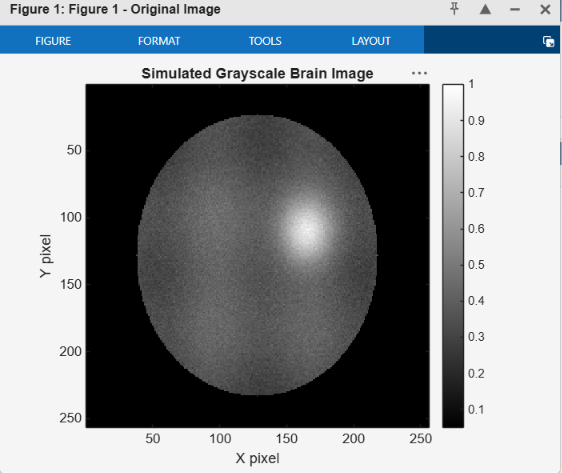 Figure 1: Figure 1 - Original Image
FIGURE FORMAT TOOLS LAYOUT
Simulated Grayscale Brain Image
1
0.9
0.8
0.7
0.6
0.5
0.4
0.3
0.2
0.1
Y pixel
50
100
150
200
250
50 100 150 200 250
X pixel